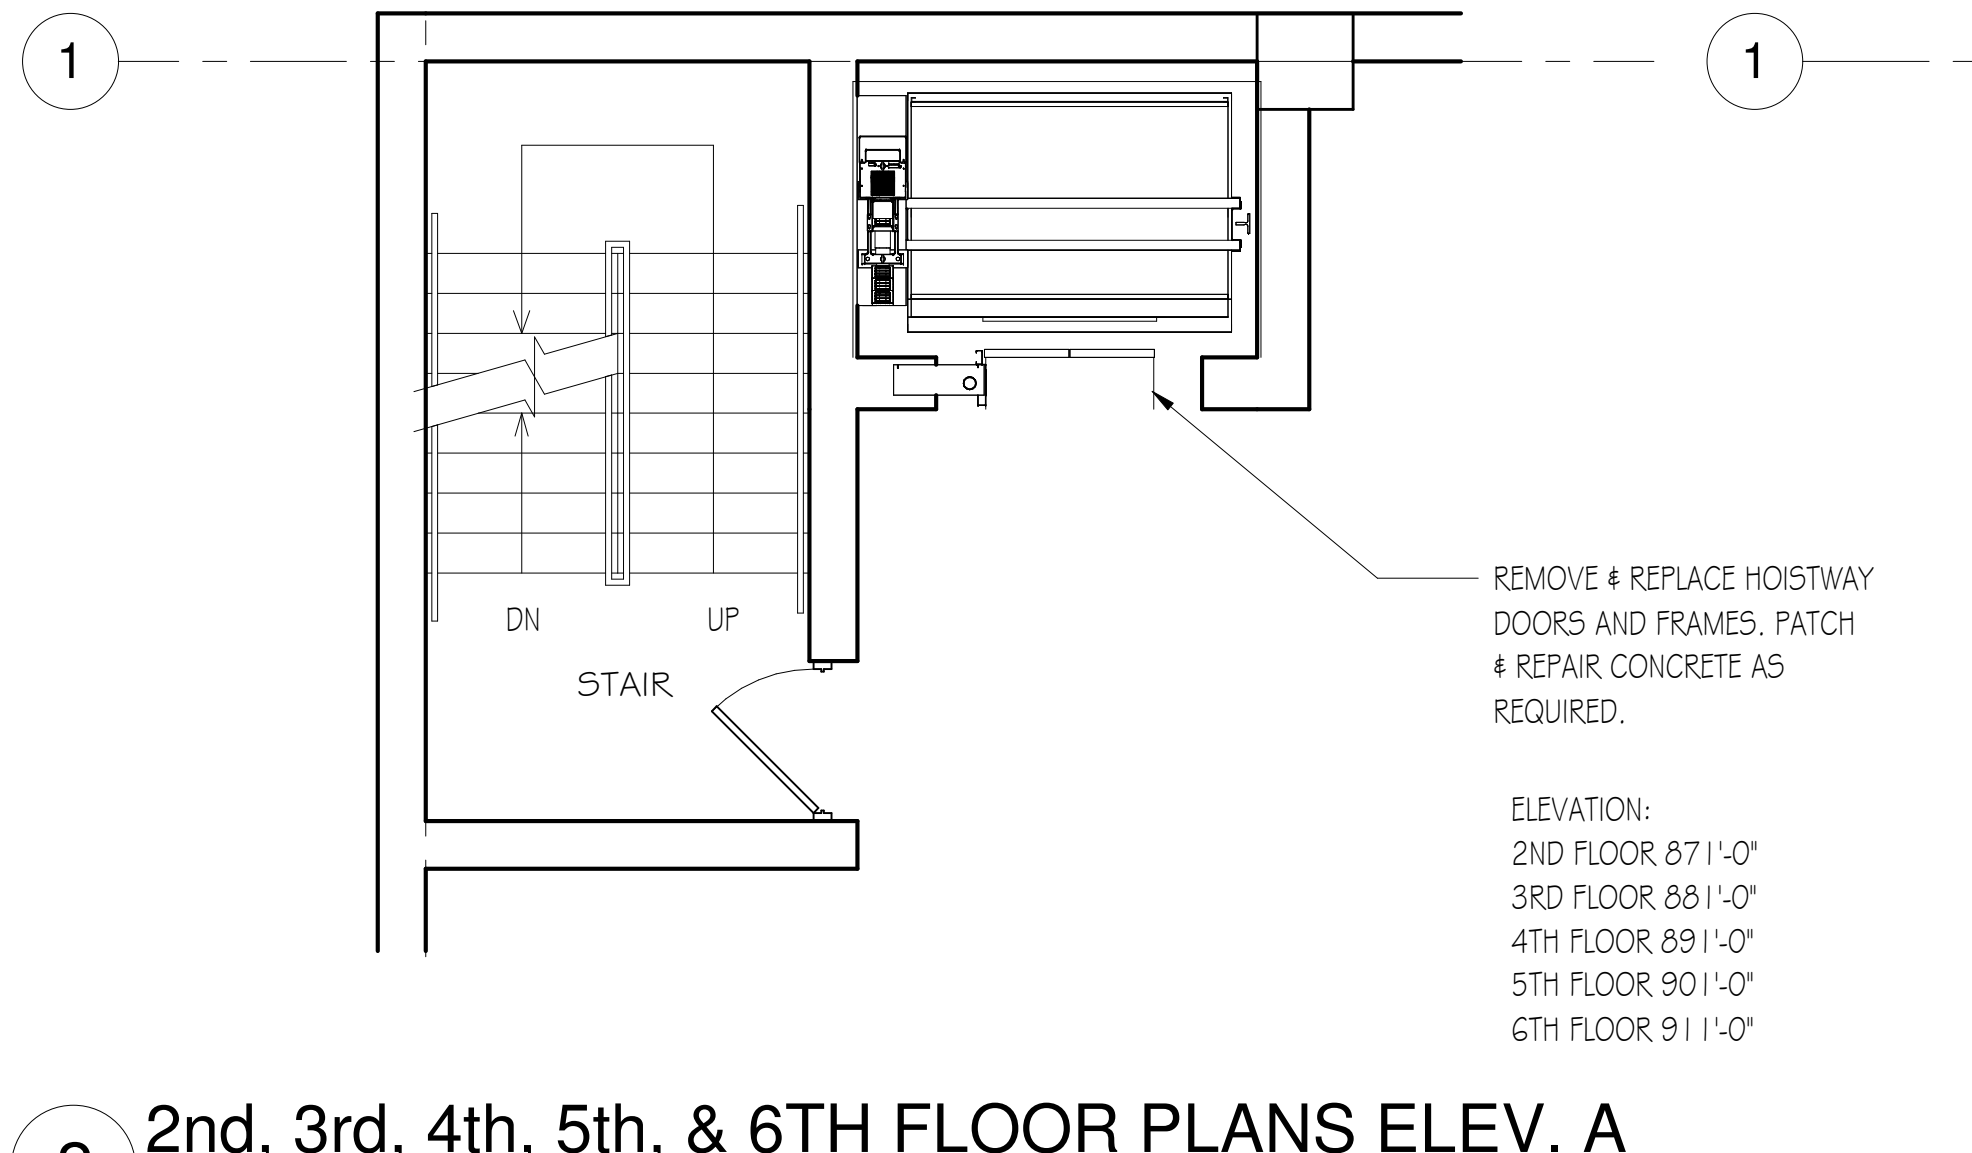 1
1
DN
UP
STAIR
REMOVE & REPLACE HOISTWAY
DOORS AND FRAMES. PATCH
& REPAIR CONCRETE AS
REQUIRED.
ELEVATION:
2ND FLOOR 871'-0"
3RD FLOOR 881'-0"
4TH FLOOR 891'-0"
5TH FLOOR 901'-0"
6TH FLOOR 911'-0"
2nd, 3rd, 4th, 5th, & 6TH FLOOR PLANS ELEV. A